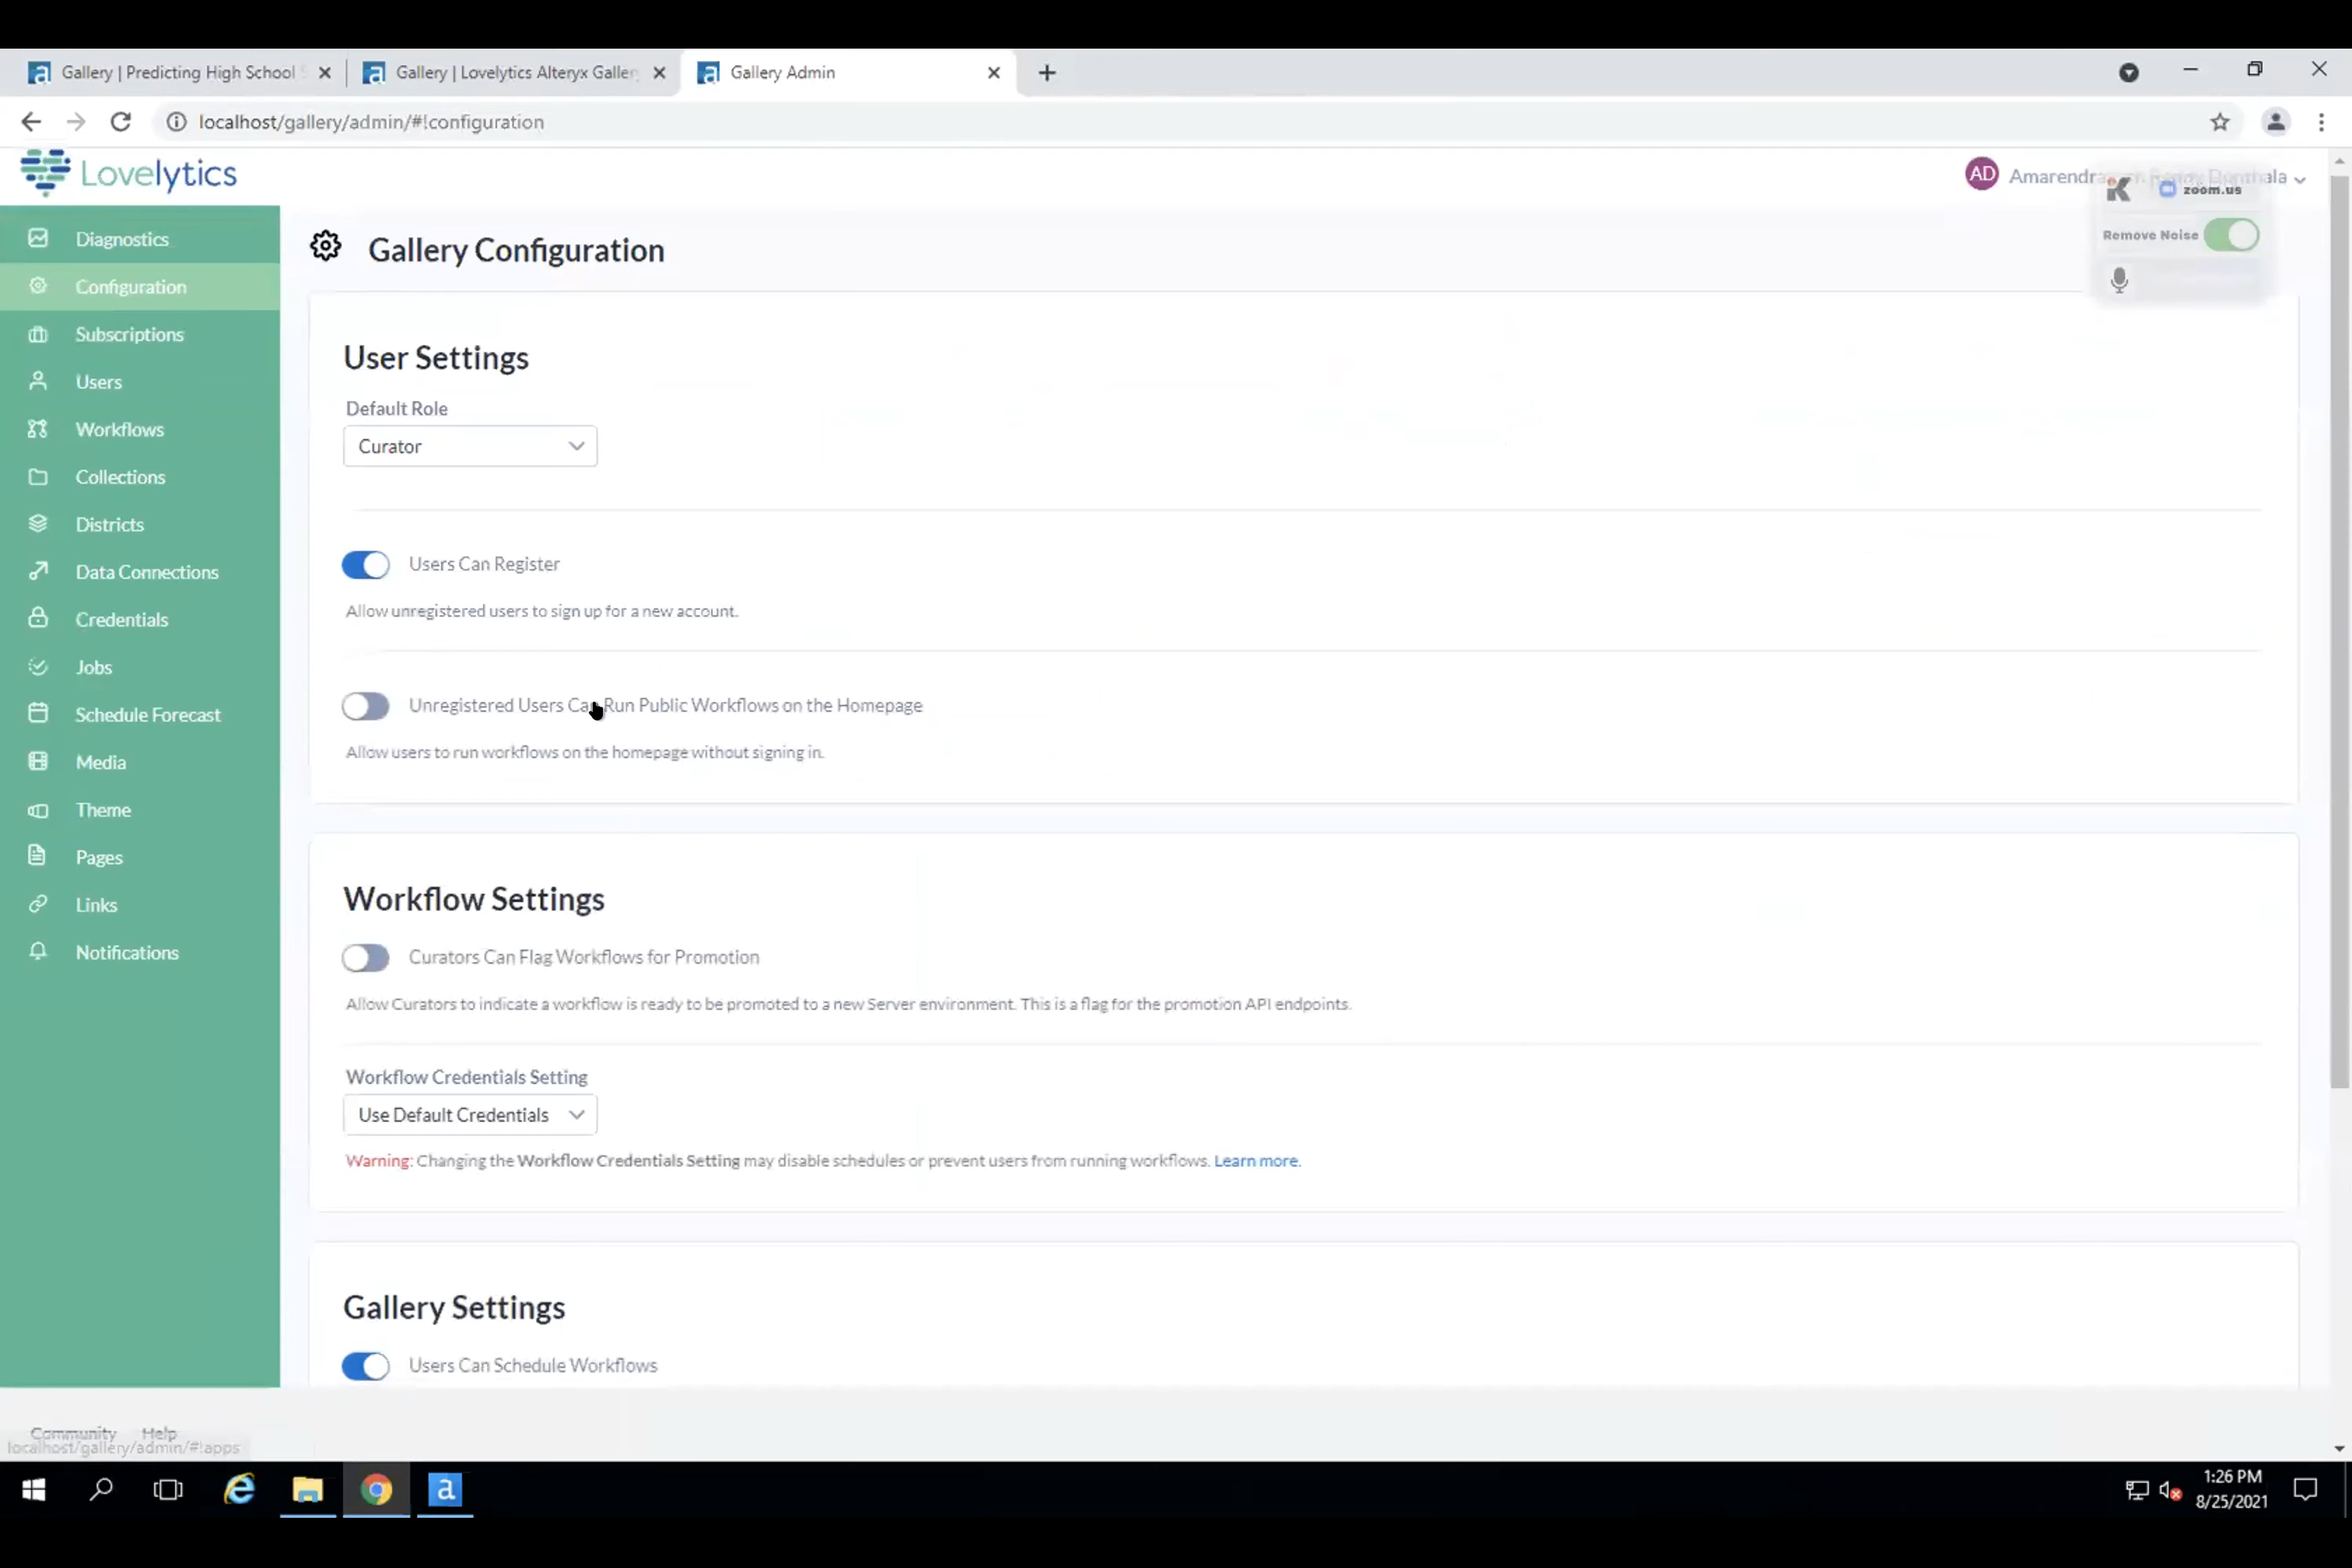 Gallery | Predicting High School
Gallery | Lovelytics Alteryx Galler
Gallery Admin
localhost/gallery/admin/#!configuration
Lovelytics
AD
zoom.us
Remove Noise
Diagnostics
Configuration
Subscriptions
Users
Workflows
Collections
Districts
Data Connections
Credentials
Jobs
Schedule Forecast
Media
Theme
Pages
Links
Notifications
Gallery Configuration
User Settings
Default Role
Curator
Users Can Register
Allow unregistered users to sign up for a new account.
Unregistered Users Can Run Public Workflows on the Homepage
Allow users to run workflows on the homepage without signing in.
Workflow Settings
Curators Can Flag Workflows for Promotion
Allow Curators to indicate a workflow is ready to be promoted to a new Server environment. This is a flag for the promotion API endpoints.
Workflow Credentials Setting
Use Default Credentials
Warning: Changing the Workflow Credentials Setting may disable schedules or prevent users from running workflows. Learn more.
Gallery Settings
Users Can Schedule Workflows
Community Help
localhost/gallery/admin/#!apps
1:26 PM
8/25/2021